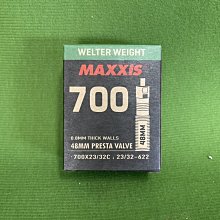 WELTER WEIGHT
MAXXIS
700
0.8MM THICK WALLS
48MM PRESTA VALVE
700X23/32C, 23/32-622
48MM